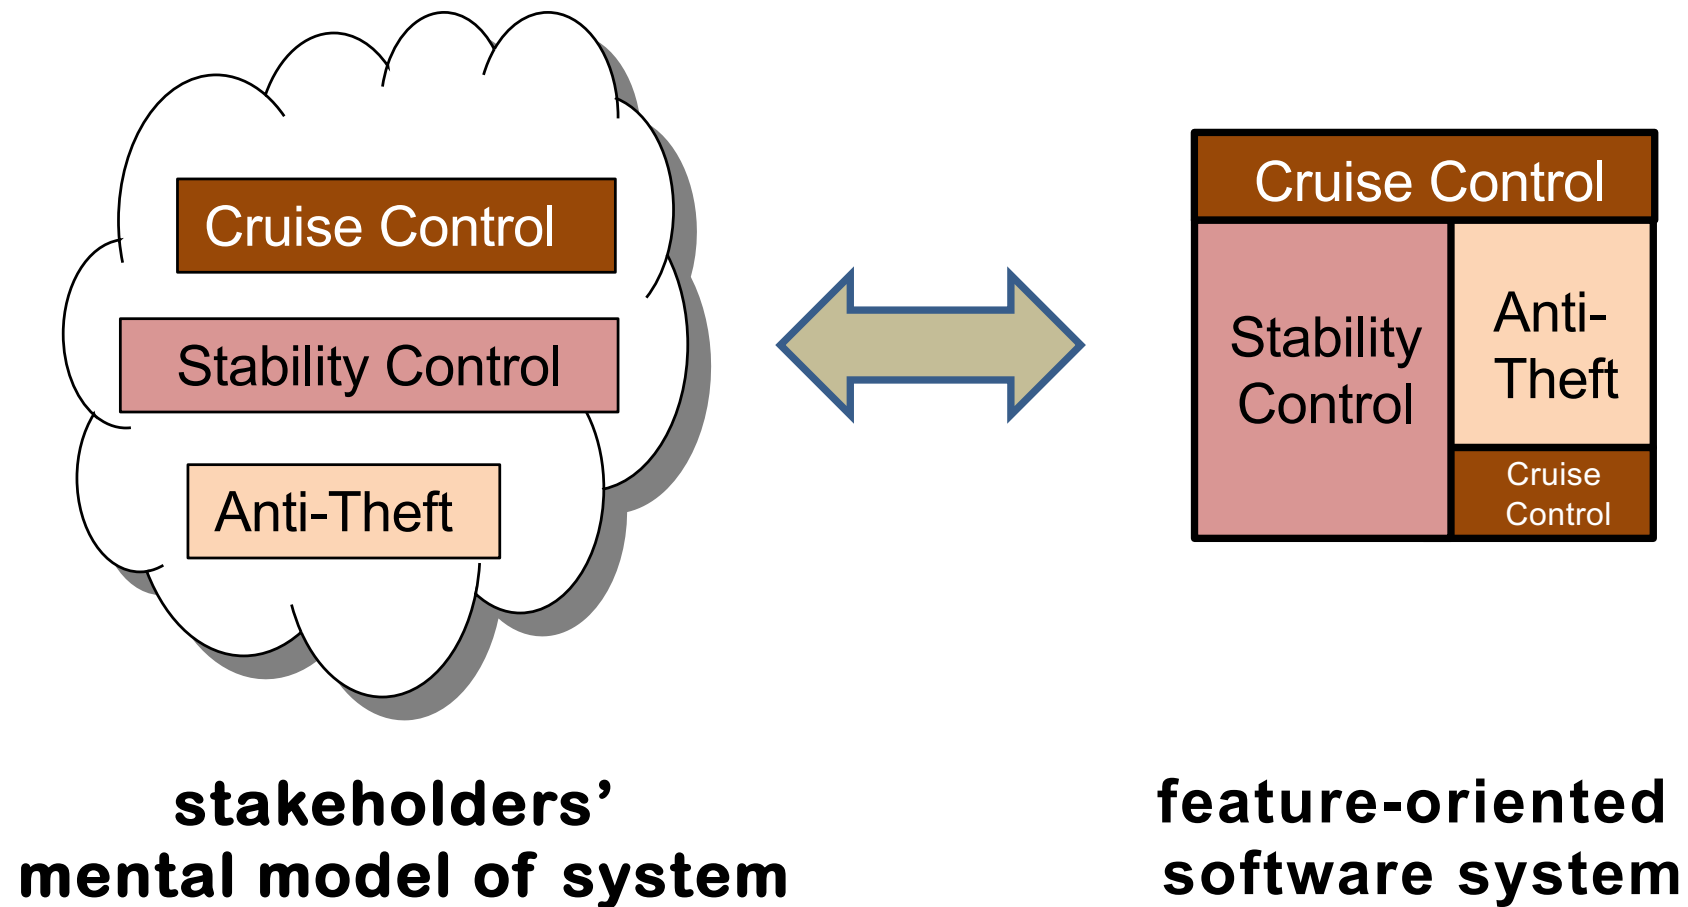 Cruise Control
Stability Control
Anti-Theft
stakeholders’
mental model of system
Cruise Control
Stability
Control
Anti-
Theft
Cruise
Control
feature-oriented
software system